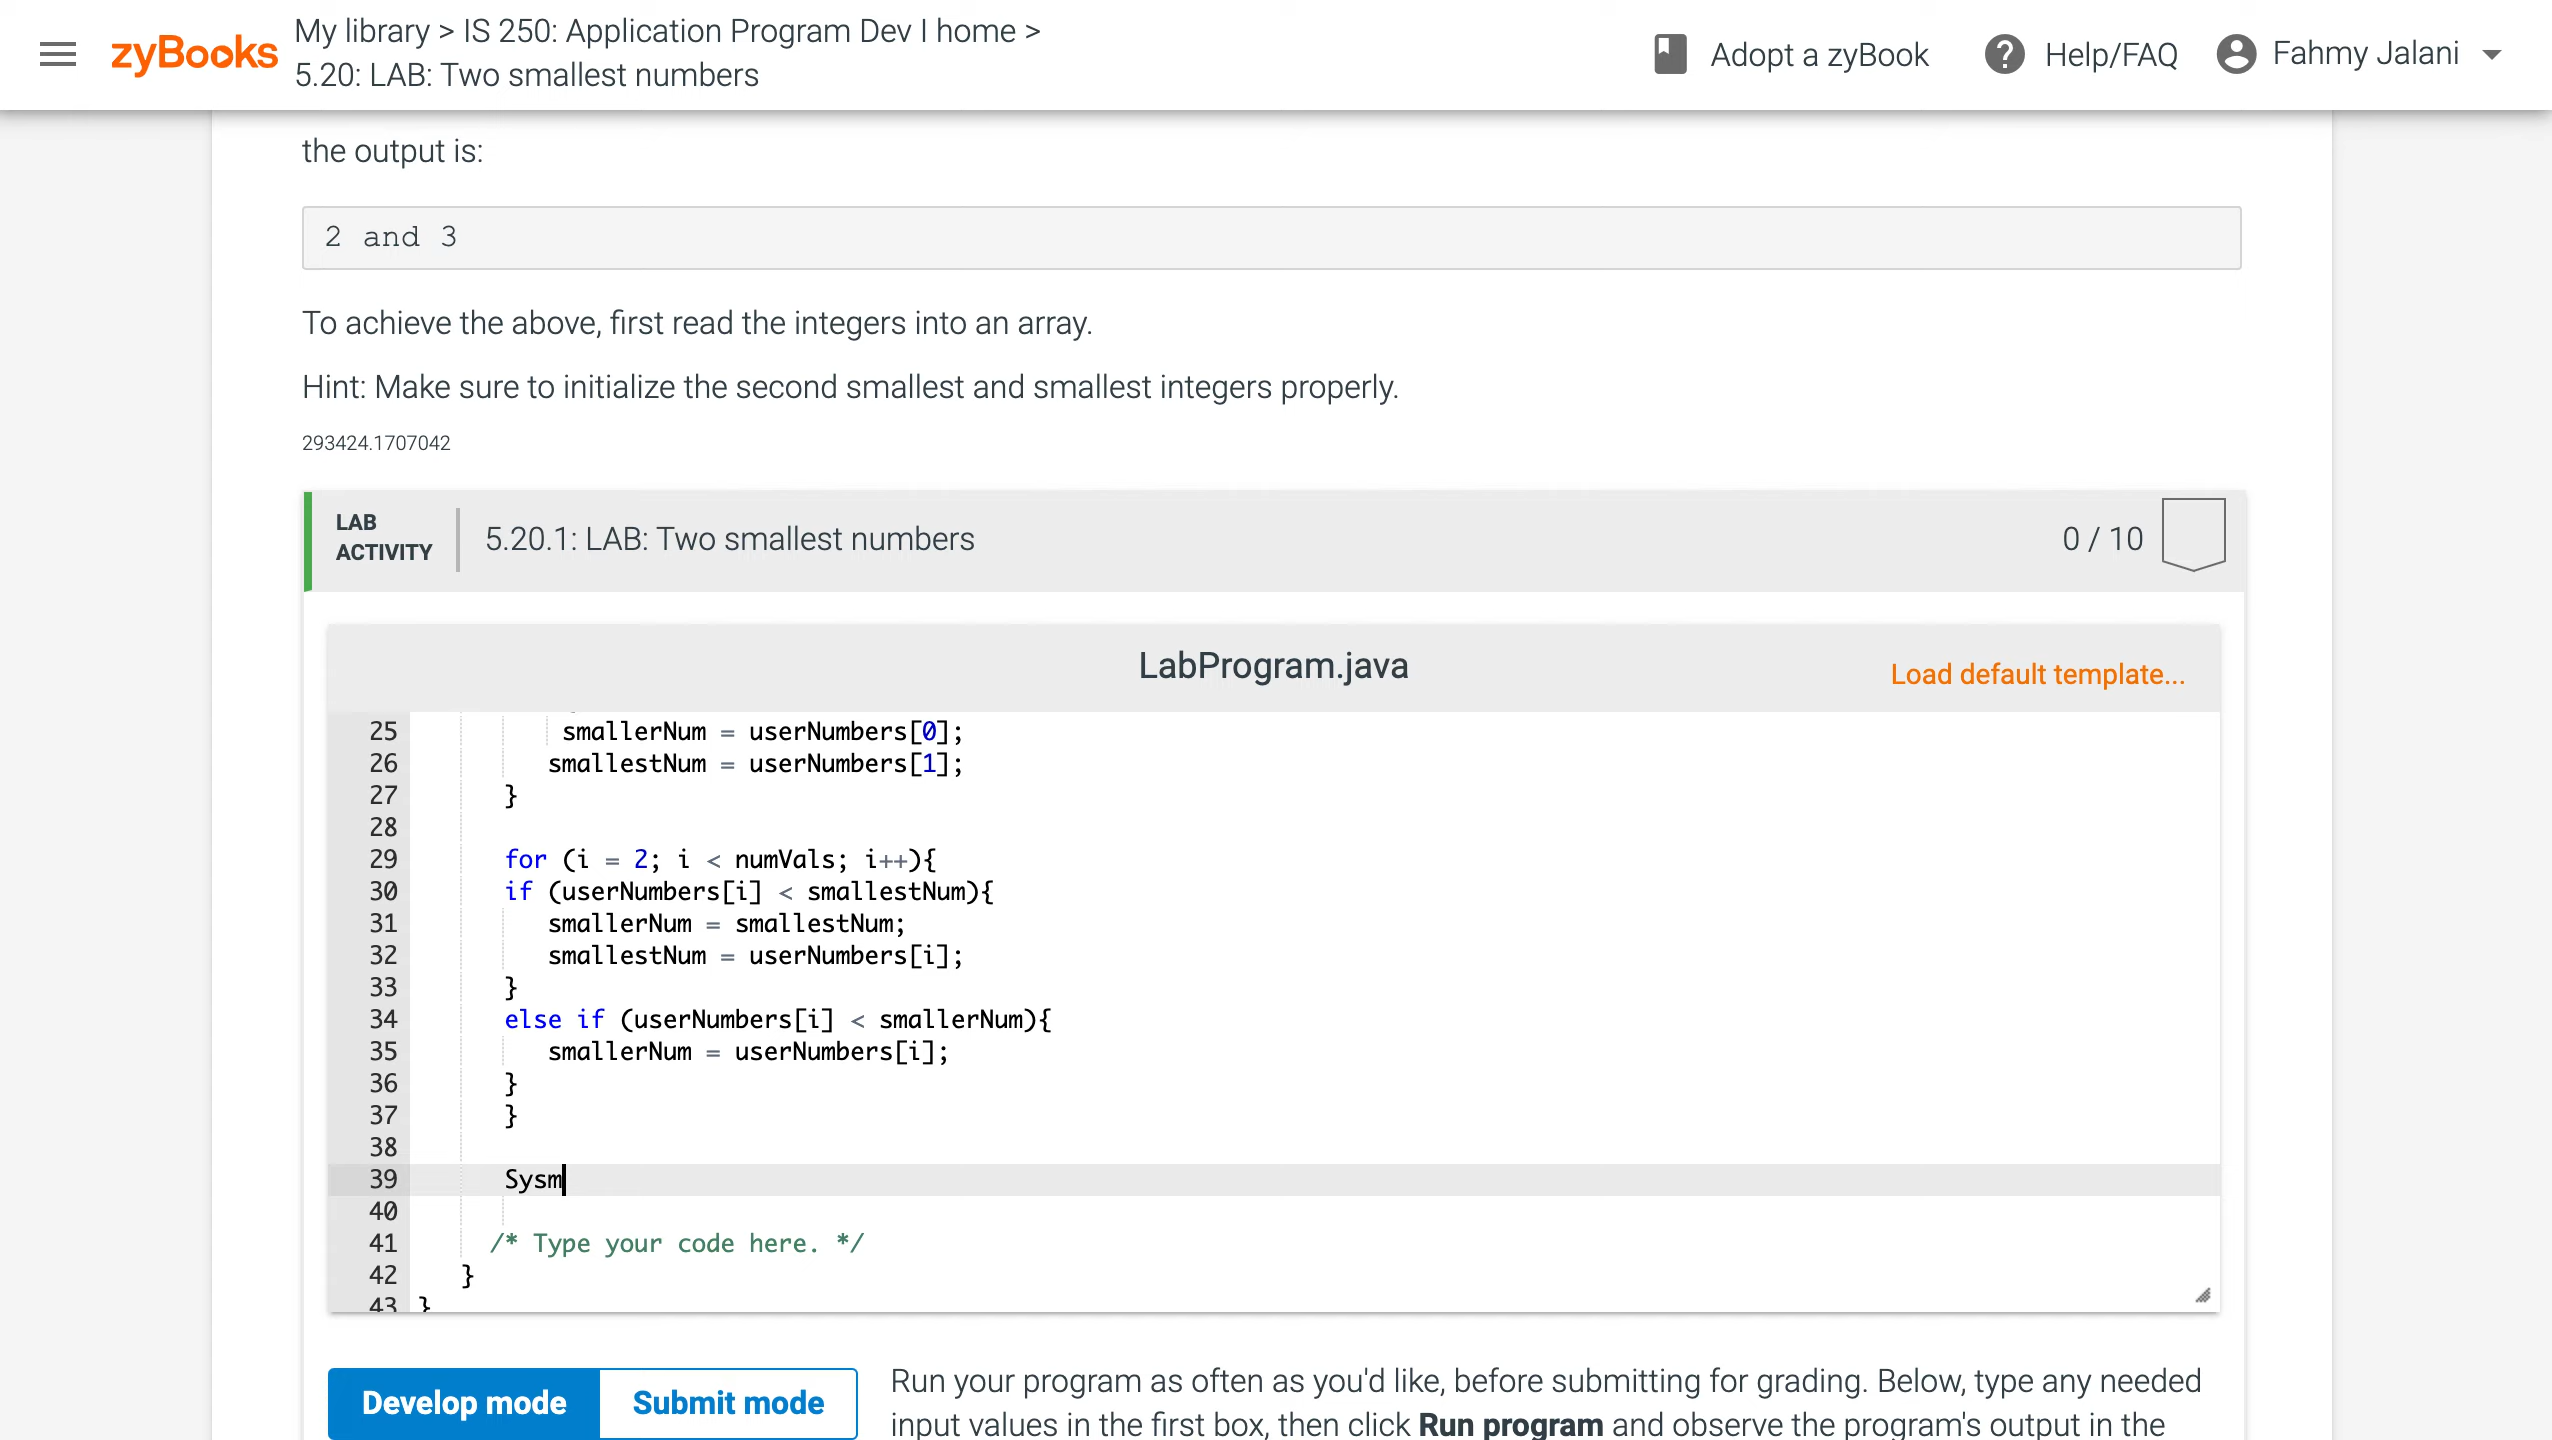 zyBooks
My library > IS 250: Application Program Dev I home >
5.20: LAB: Two smallest numbers
Adopt a zyBook
Help/FAQ
Fahmy Jalani
the output is:
2 and 3
To achieve the above, first read the integers into an array.
Hint: Make sure to initialize the second smallest and smallest integers properly.
293424.1707042
LAB
ACTIVITY
5.20.1: LAB: Two smallest numbers
0 / 10
LabProgram.java
Load default template...
25 smallerNum = userNumbers[0];
26 smallestNum = userNumbers[1];
27 }
28
29 for (i = 2; i < numVals; i++){
30 if (userNumbers[i] < smallestNum){
31 smallerNum = smallestNum;
32 smallestNum = userNumbers[i];
33 }
34 else if (userNumbers[i] < smallerNum){
35 smallerNum = userNumbers[i];
36 }
37 }
38
39 Sysm
40
41 /* Type your code here. */
42 }
43 }
Develop mode
Submit mode
Run your program as often as you'd like, before submitting for grading. Below, type any needed
input values in the first box, then click Run program and observe the program's output in the